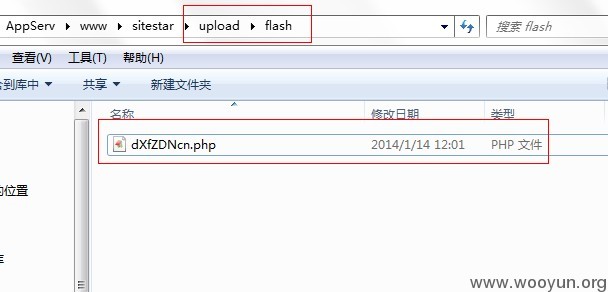 AppServ ▸ www ▸ sitestar ▸ upload ▸ flash
搜索 flash
查看(V) 工具(T) 帮助(H)
含到库中 共享 新建文件夹
名称 修改日期 类型
dXfZDNcn.php 2014/1/14 12:01 PHP 文件
的位置
库
www.wooyun.org